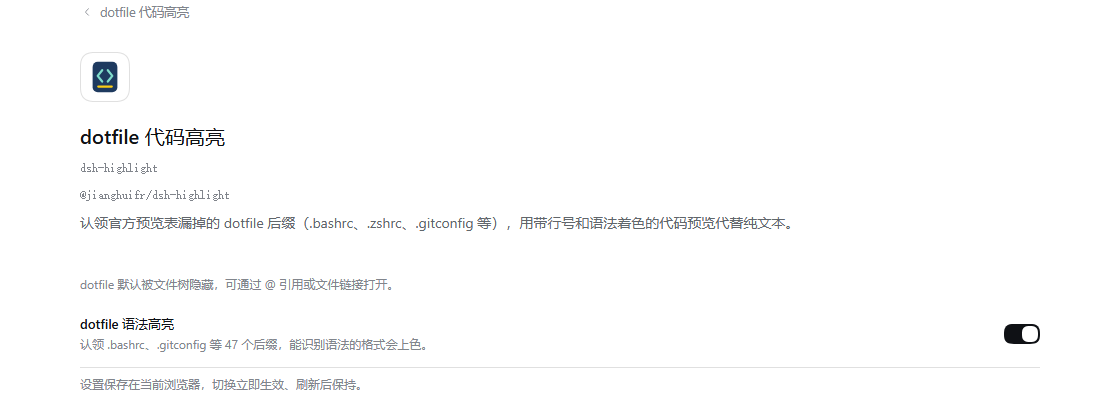 dotfile 代码高亮
dotfile 代码高亮
dsh-highlight
@jianghuifr/dsh-highlight
认领官方预览表漏掉的 dotfile 后缀（.bashrc、.zshrc、.gitconfig 等），用带行号和语法着色的代码预览代替纯文本。
dotfile 默认被文件树隐藏，可通过 @ 引用或文件链接打开。
dotfile 语法高亮
认领 .bashrc、.gitconfig 等 47 个后缀，能识别语法的格式会上色。
设置保存在当前浏览器，切换立即生效、刷新后保持。